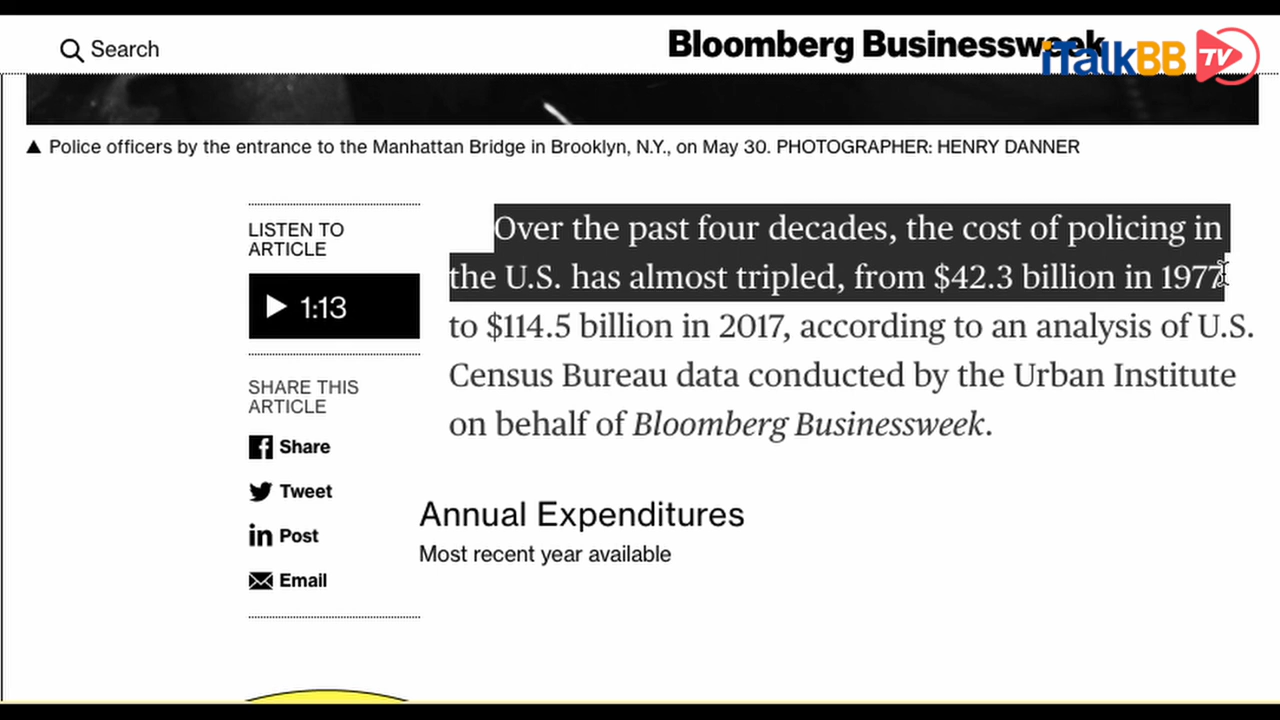 Search
Bloomberg Businessweek
iTalkBB TV
▲ Police officers by the entrance to the Manhattan Bridge in Brooklyn, N.Y., on May 30. PHOTOGRAPHER: HENRY DANNER
LISTEN TO
ARTICLE
1:13
SHARE THIS
ARTICLE
Share
Tweet
Post
Email
Over the past four decades, the cost of policing in
the U.S. has almost tripled, from $42.3 billion in 1977
to $114.5 billion in 2017, according to an analysis of U.S.
Census Bureau data conducted by the Urban Institute
on behalf of Bloomberg Businessweek.
Annual Expenditures
Most recent year available